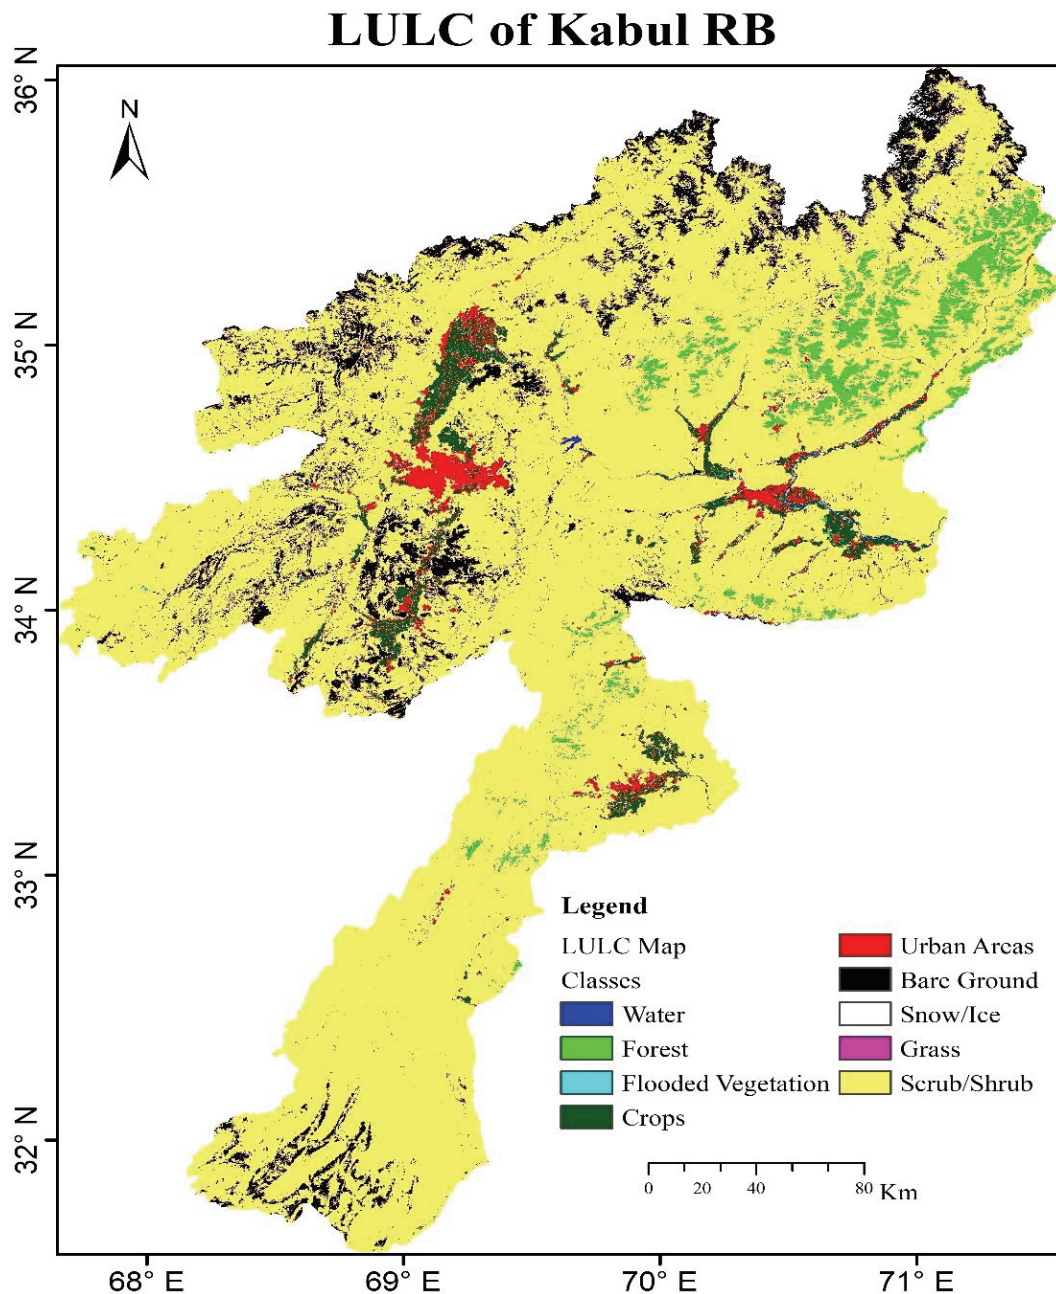 LULC of Kabul RB
N
36° N
35° N
34° N
33° N
32° N
Legend
LULC Map
Classes
Water
Forest
Flooded Vegetation
Crops
Urban Areas
Bare Ground
Snow/Ice
Grass
Scrub/Shrub
0 20 40 80 Km
68° E 69° E 70° E 71° E